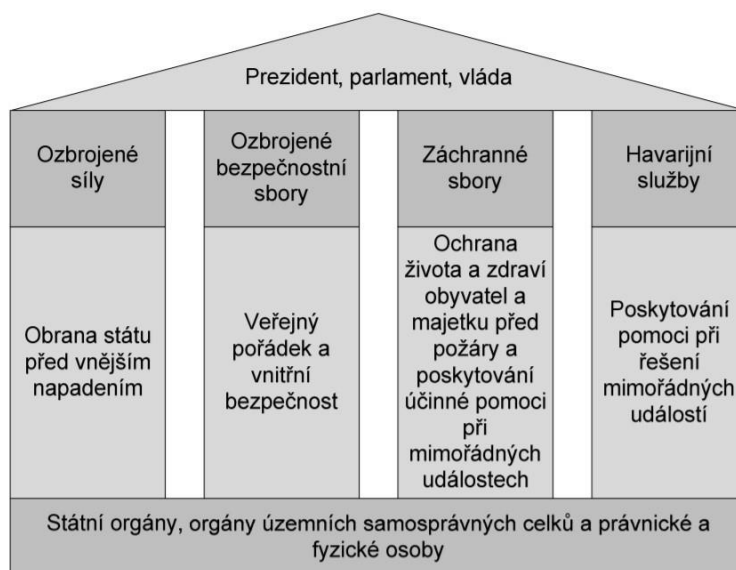 Prezident, parlament, vláda
Ozbrojené
síly
Ozbrojené
bezpečnostní
sbory
Záchranné
sbory
Havarijní
služby
Obrana státu
před vnějším
napadením
Veřejný
pořádek a
vnitřní
bezpečnost
Ochrana
života a zdraví
obyvatel a
majetku před
požáry a
poskytování
účinné pomoci
při
mimořádných
událostech
Poskytování
pomoci při
řešení
mimořádných
událostí
Státní orgány, orgány územních samosprávných celků a právnické a
fyzické osoby